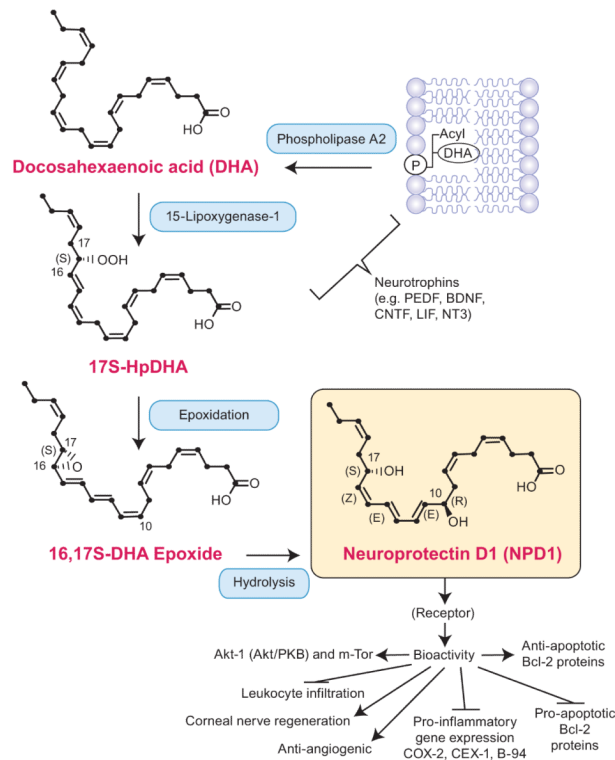 O
HO
Docosahexaenoic acid (DHA)
Phospholipase A2
Acyl
DHA
P
15-Lipoxygenase-1
17
(S)
OOH
16
O
HO
Neurotrophins
(e.g. PEDF, BDNF,
CNTF, LIF, NT3)
17S-HpDHA
Epoxidation
17
(S)
O
16
10
O
HO
16,17S-DHA Epoxide
Hydrolysis
17
(S)
OH
(Z)
(E)
(E)
10
(R)
OH
O
HO
Neuroprotectin D1 (NPD1)
(Receptor)
Akt-1 (Akt/PKB) and m-Tor
Bioactivity
Anti-apoptotic
Bcl-2 proteins
Leukocyte infiltration
Corneal nerve regeneration
Anti-angiogenic
Pro-inflammatory
gene expression
COX-2, CEX-1, B-94
Pro-apoptotic
Bcl-2
proteins